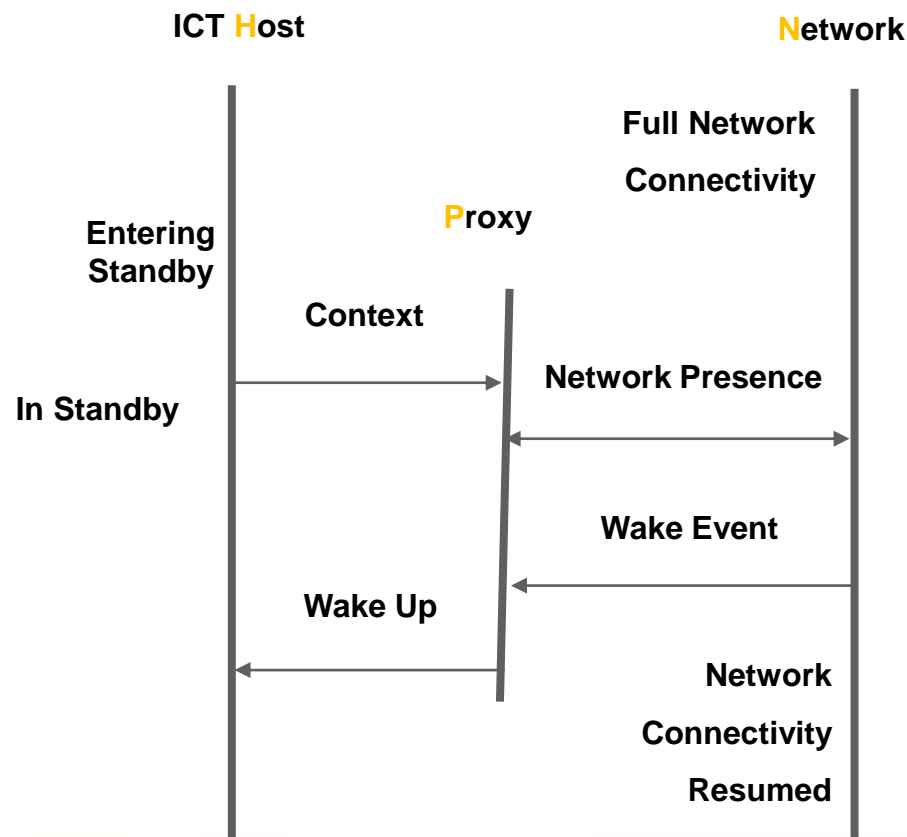 ICT Host
Network
Full Network
Connectivity
Proxy
Entering
Standby
Context
Network Presence
In Standby
Wake Event
Wake Up
Network
Connectivity
Resumed